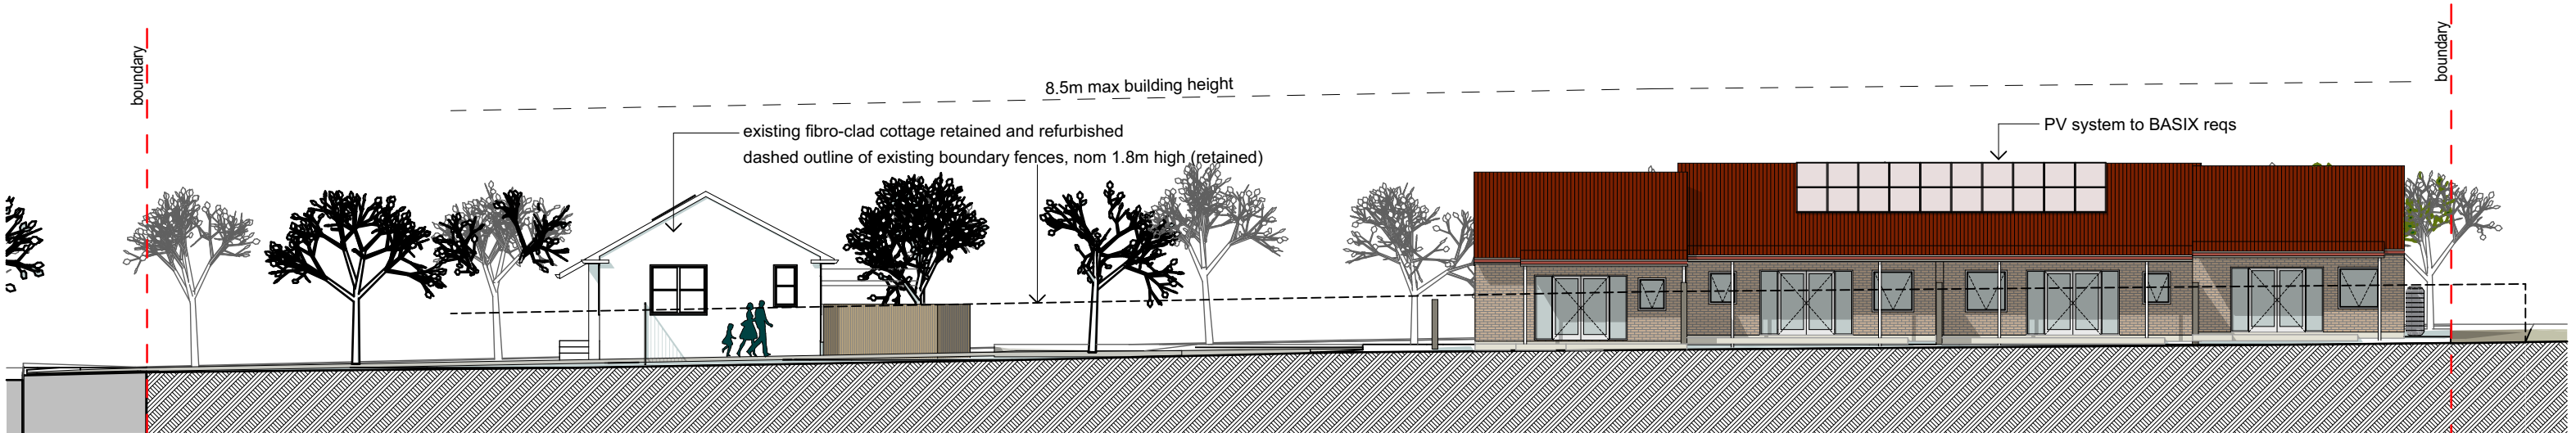 boundary
8.5m max building height
boundary
existing fibro-clad cottage retained and refurbished
PV system to BASIX reqs
dashed outline of existing boundary fences, nom 1.8m high (retained)